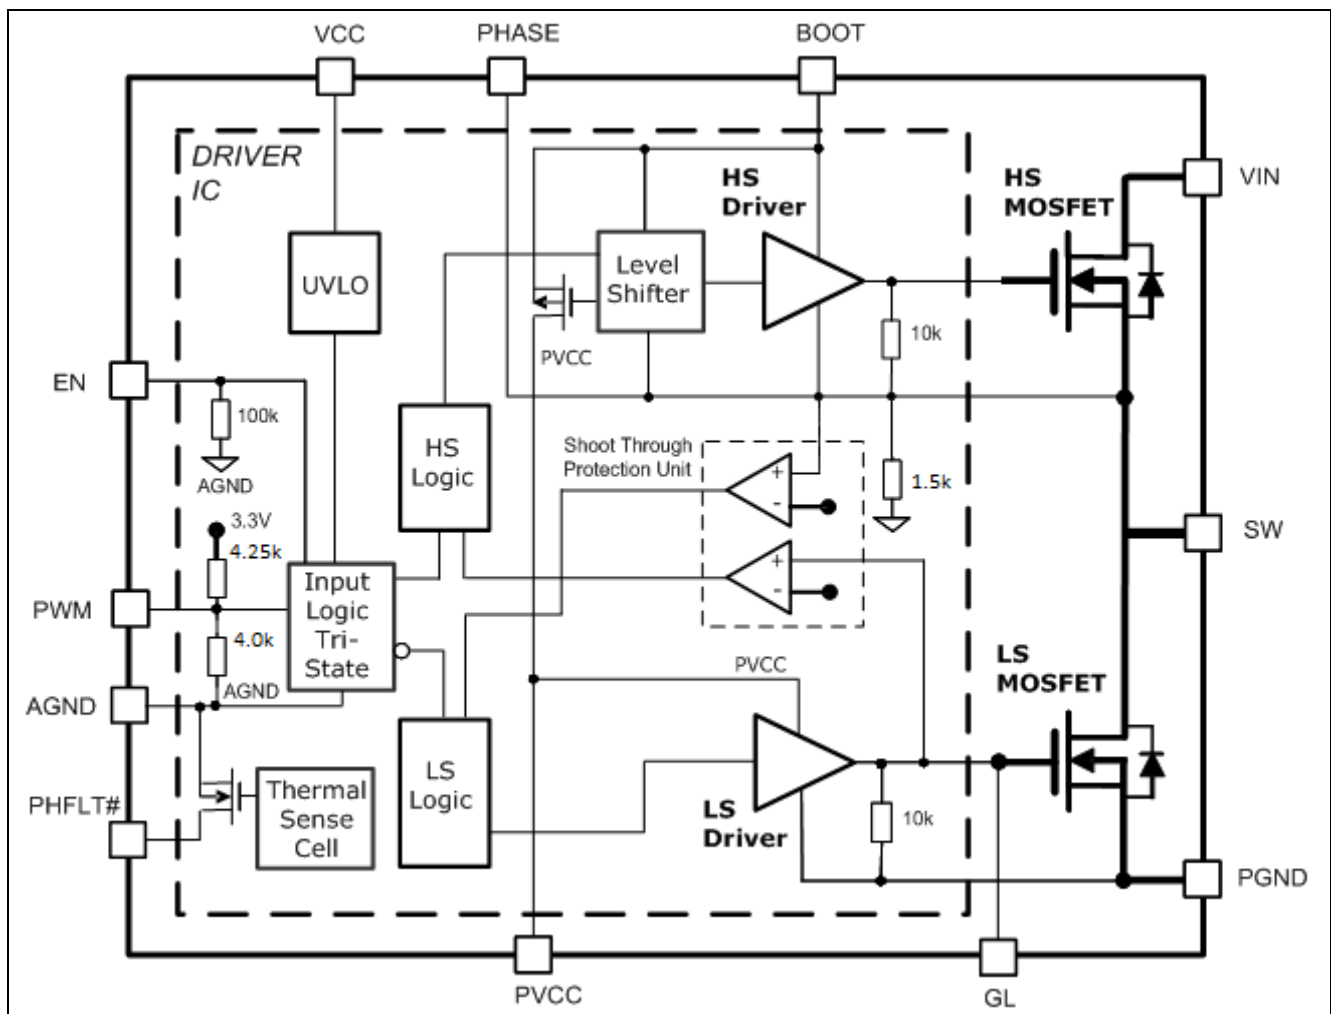 VCC
PHASE
BOOT
DRIVER
IC
HS
Driver
HS
MOSFET
VIN
UVLO
Level
Shifter
10k
PVCC
EN
100k
AGND
HS
Logic
Shoot Through
Protection Unit
+
-
1.5k
3.3V
4.25k
SW
PWM
Input
Logic
Tri-
State
+
-
4.0k
AGND
AGND
PVCC
LS
MOSFET
PHFLT#
Thermal
Sense
Cell
LS
Logic
LS
Driver
10k
PGND
PVCC
GL